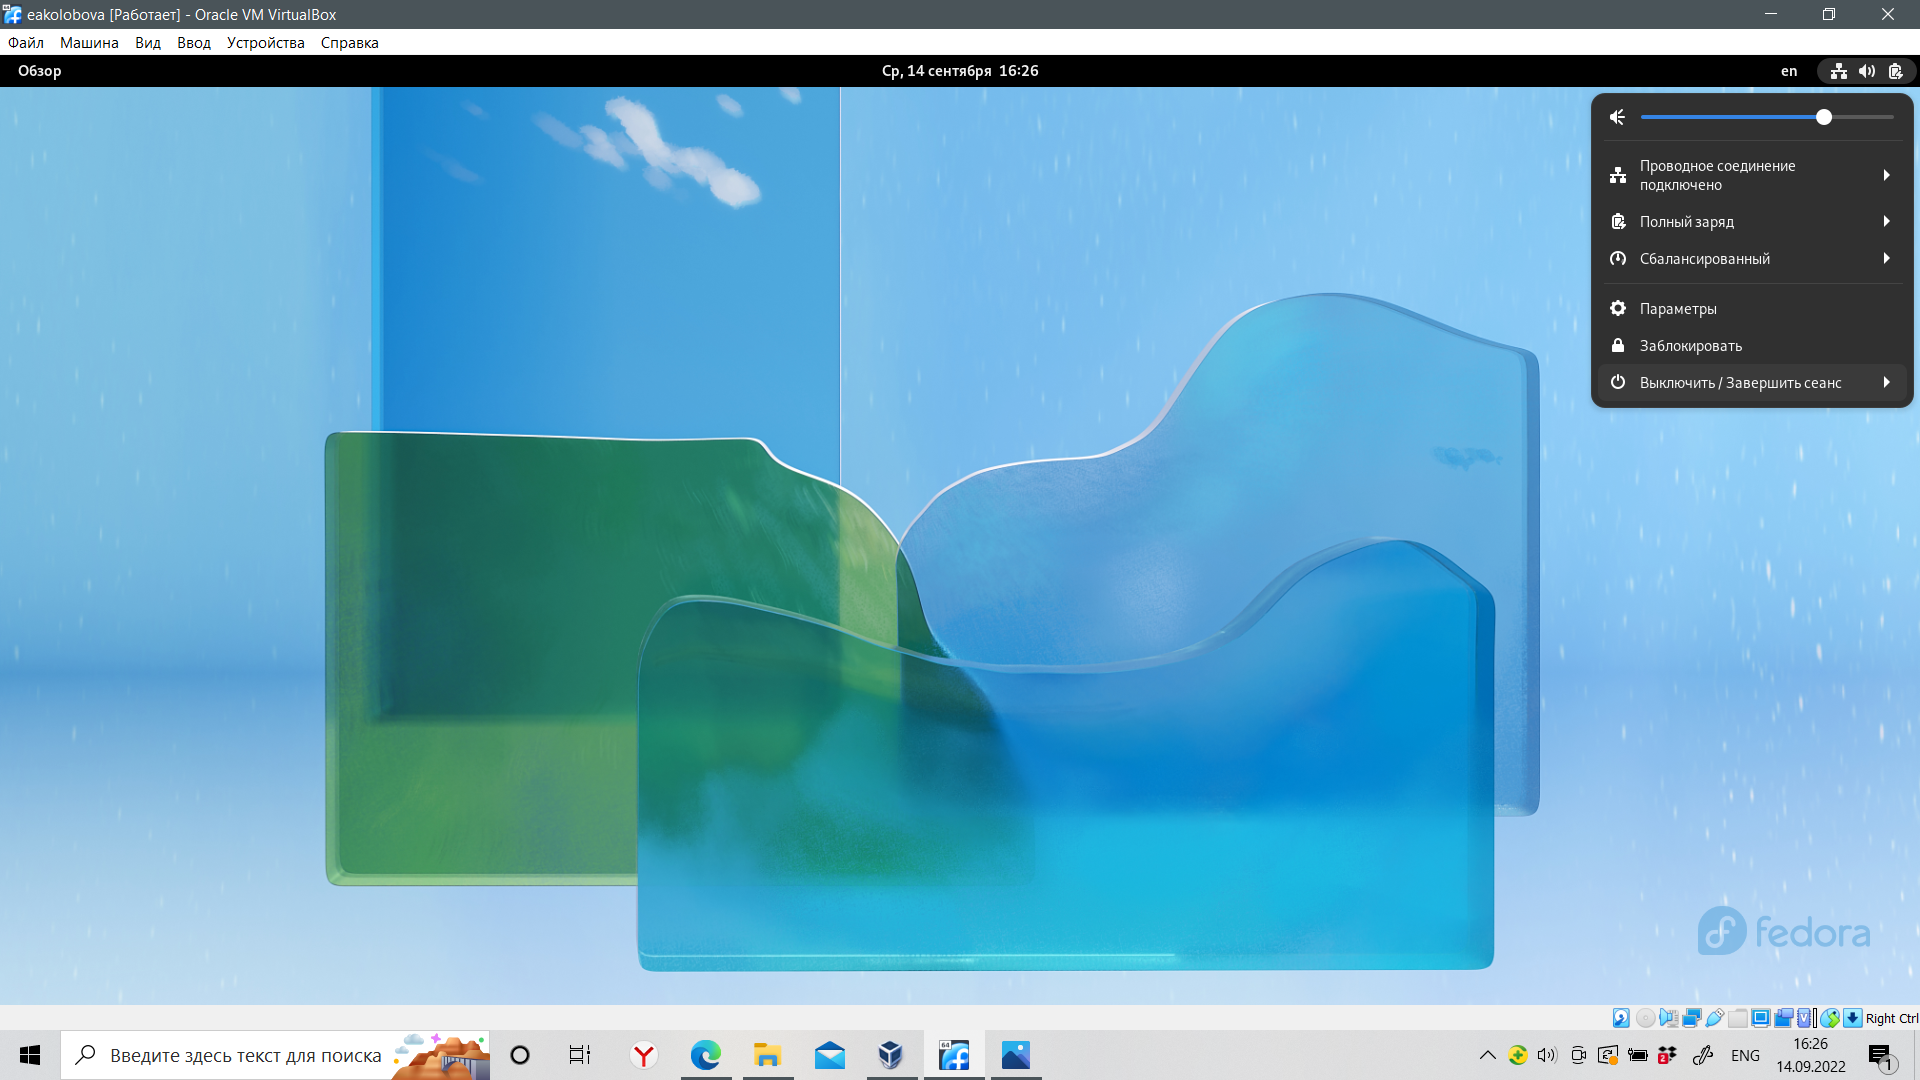 eakolobova [Работает] - Oracle VM VirtualBox
Файл Машина Вид Ввод Устройства Справка
Обзор
Ср, 14 сентября 16:26
en
Проводное соединение
подключено
Полный заряд
Сбалансированный
Параметры
Заблокировать
Выключить / Завершить сеанс
fedora
Right Ctrl
Введите здесь текст для поиска
64
2
ENG
16:26
14.09.2022
1